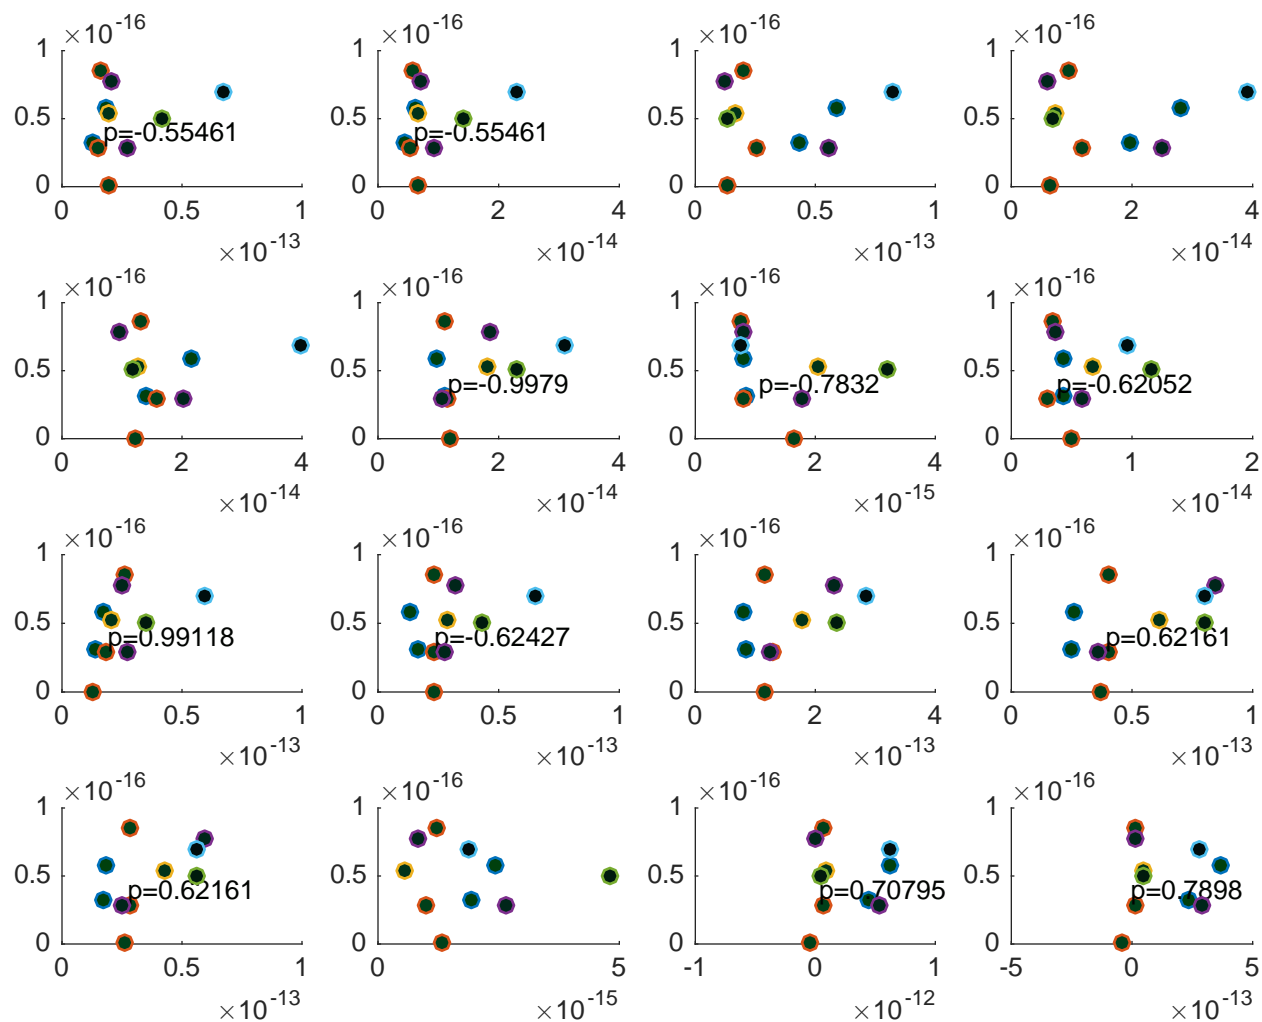 ×10-16 ×10-16 ×10-16 ×10-16
1 1 1 1
0.5 p=-0.55461 0.5 p=-0.55461 0.5 0.5
0 0 0 0
0 0.5 1 0 2 4 0 0.5 1 0 2 4
×10-13 ×10-14 ×10-13 ×10-14
×10-16 ×10-16 ×10-16 ×10-16
1 1 1 1
0.5 0.5 p=-0.9979 0.5 p=-0.7832 0.5 p=-0.62052
0 0 0 0
0 2 4 0 2 4 0 2 4 0 1 2
×10-14 ×10-14 ×10-15 ×10-14
×10-16 ×10-16 ×10-16 ×10-16
1 1 1 1
0.5 p=0.99118 0.5 p=-0.62427 0.5 0.5 p=0.62161
0 0 0 0
0 0.5 1 0 0.5 1 0 2 4 0 0.5 1
×10-13 ×10-13 ×10-15 ×10-13
×10-16 ×10-16 ×10-16 ×10-16
1 1 1 1
0.5 p=0.62161 0.5 0.5 p=0.70795 0.5 p=0.7898
0 0 0 0
0 0.5 1 0 5 -1 0 1 -5 0 5
×10-13 ×10-15 ×10-12 ×10-13